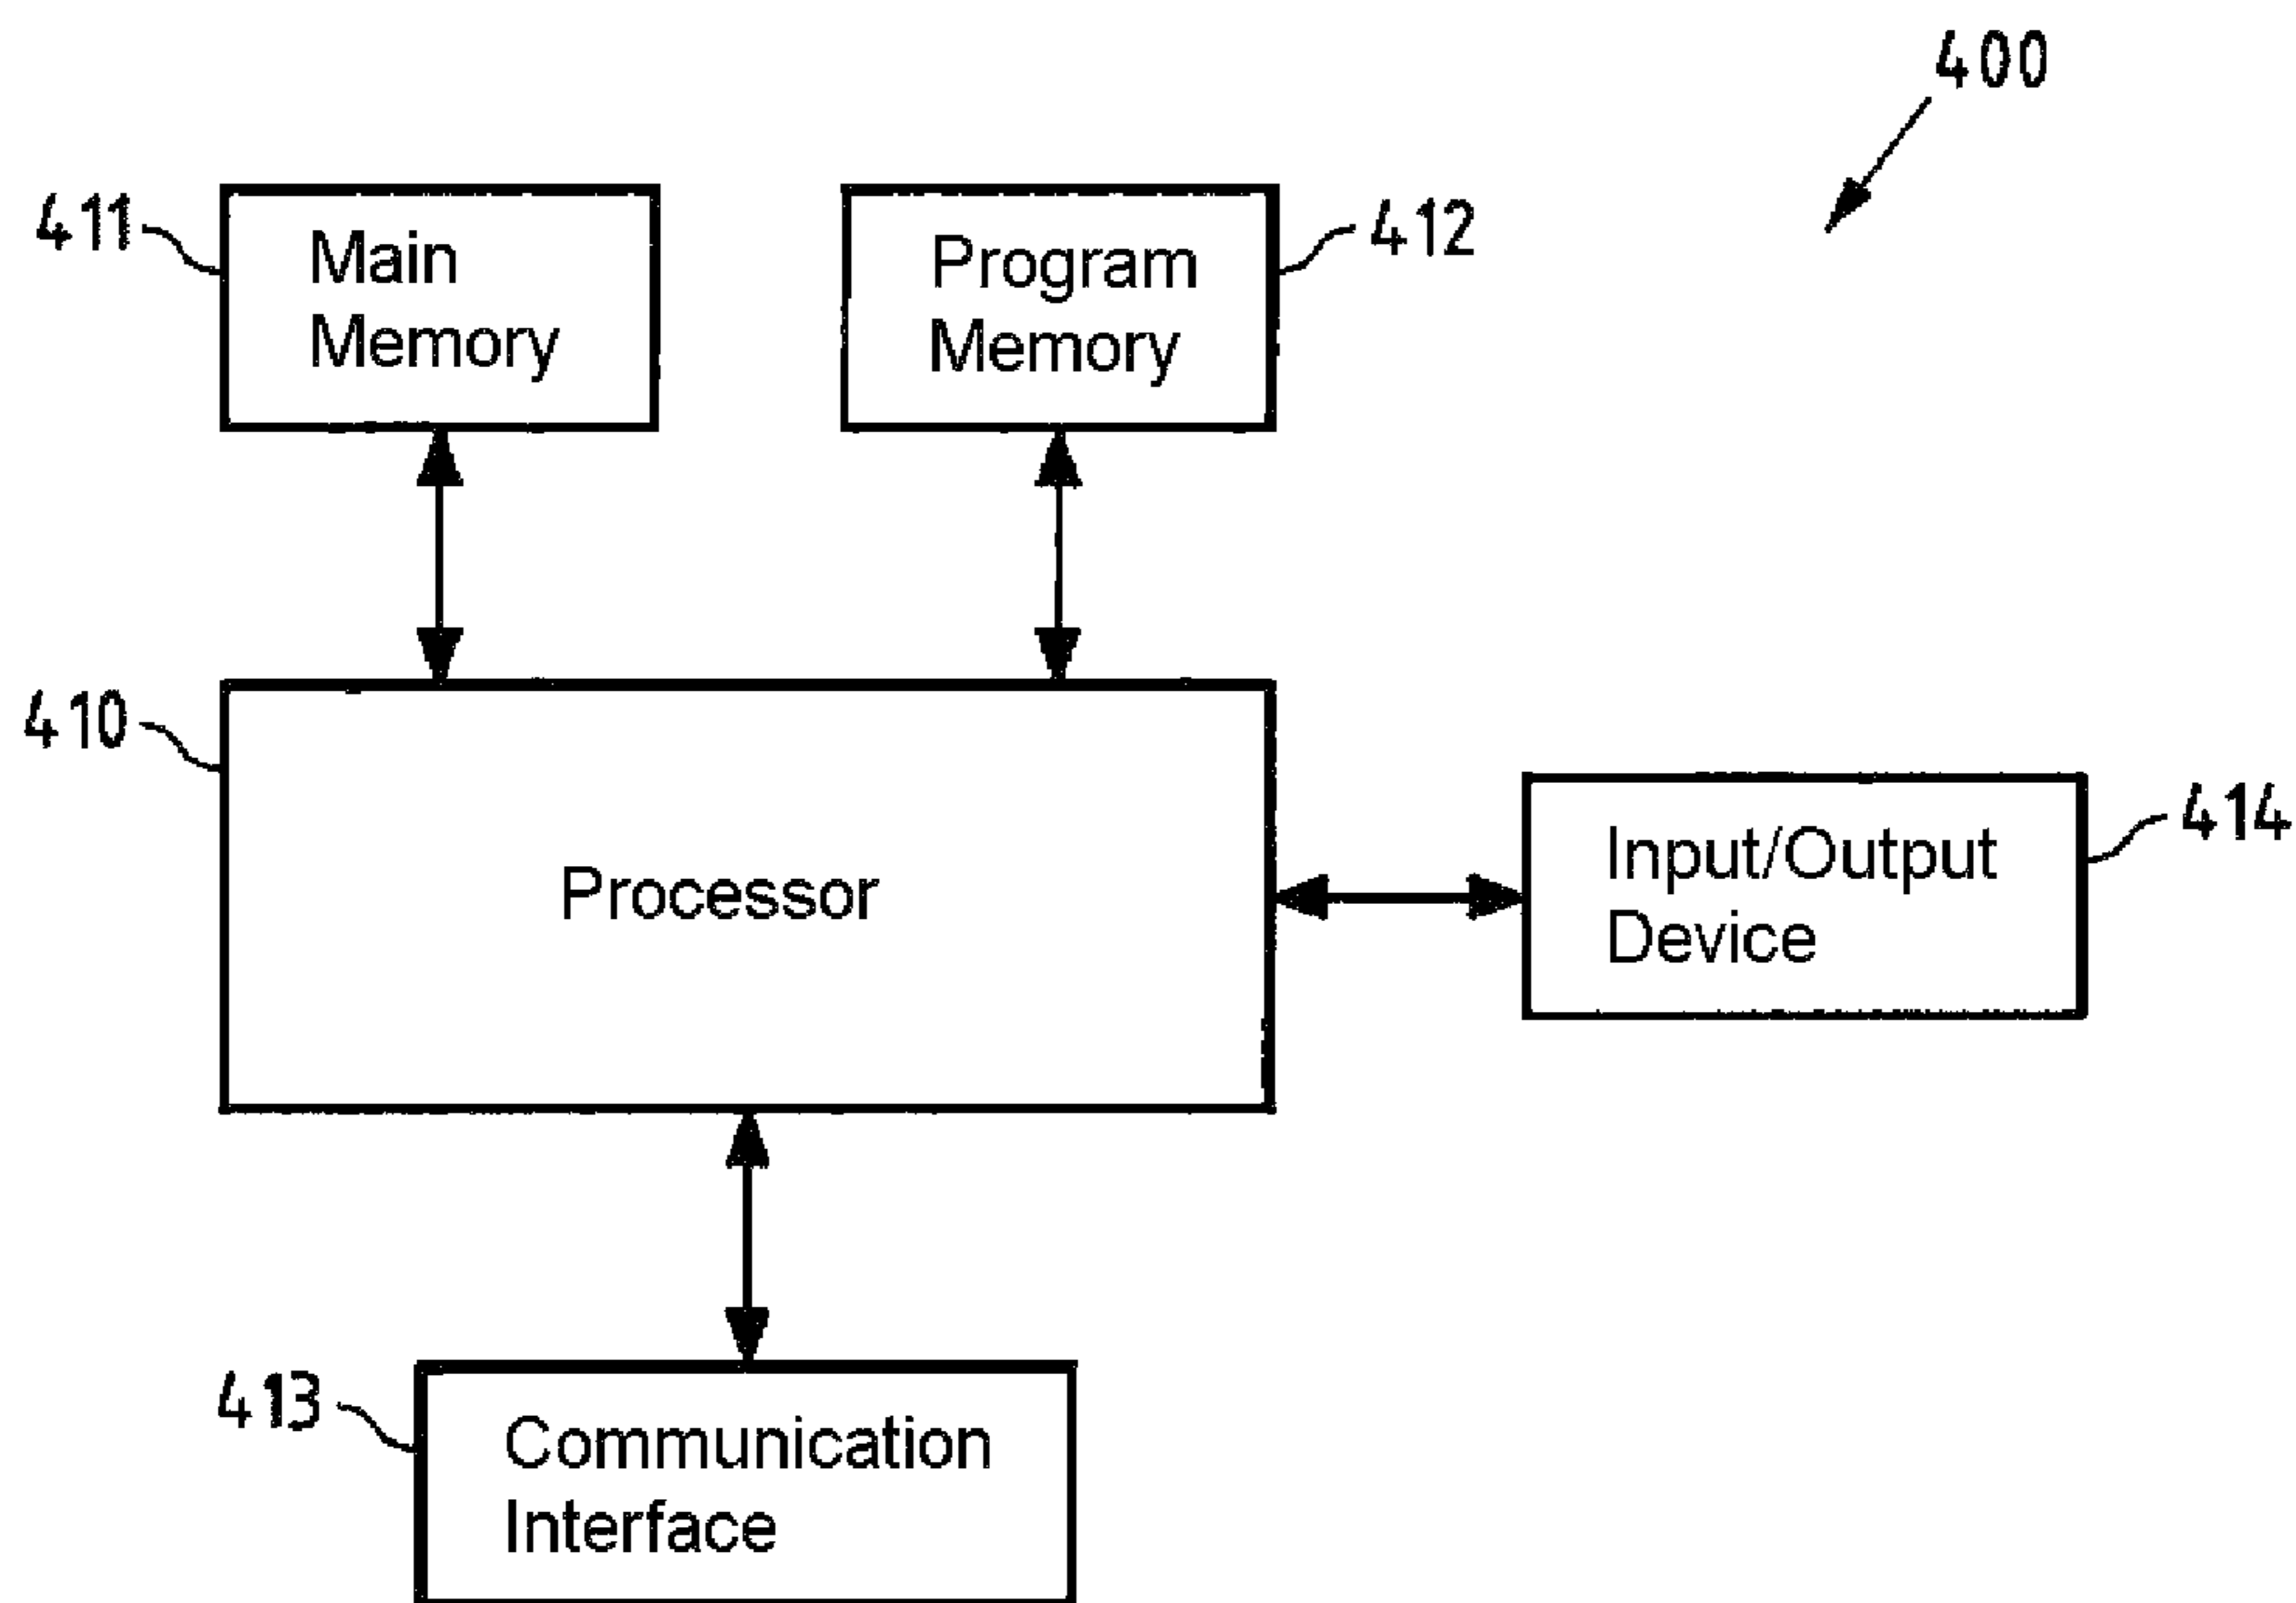 400
411
Main
Memory
Program
Memory
412
410
Processor
Input/Output
Device
414
413
Communication
Interface